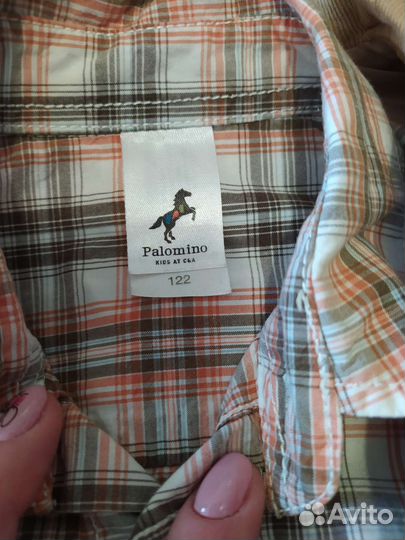 Palomino
KIDS AT C&A
122
Avito